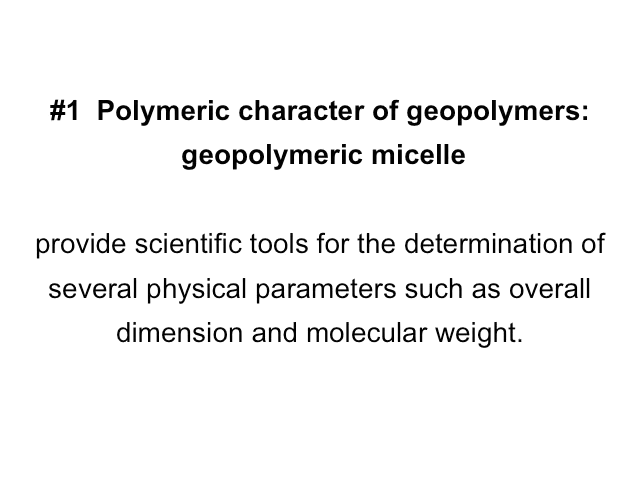 #1  Polymeric character of geopolymers:
geopolymeric micelle
provide scientific tools for the determination of
several physical parameters such as overall
dimension and molecular weight.